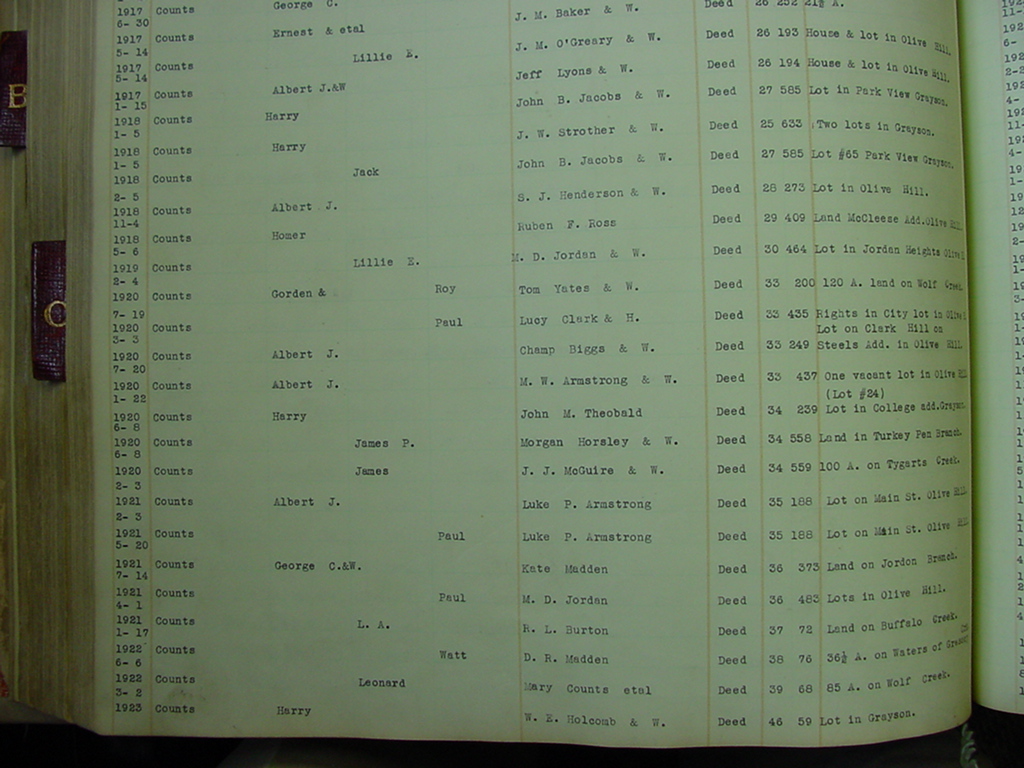 1917 Counts George C. J. M. Baker & W. Deed 26 252 21½ A.
6- 30
1917 Counts Ernest & etal J. M. O'Greary & W. Deed 26 193 House & lot in Olive Hill.
5- 14
1917 Counts Lillie E. Jeff Lyons & W. Deed 26 194 House & lot in Olive Hill.
5- 14
1917 Counts Albert J.&W John B. Jacobs & W. Deed 27 585 Lot in Park View Grayson.
1- 15
1918 Counts Harry J. W. Strother & W. Deed 25 633 Two lots in Grayson.
1- 5
1918 Counts Harry John B. Jacobs & W. Deed 27 585 Lot #65 Park View Grayson.
1- 5
1918 Counts Jack S. J. Henderson & W. Deed 28 273 Lot in Olive Hill.
2- 5
1918 Counts Albert J. Ruben F. Ross Deed 29 409 Land McCleese Add.Olive Hill.
11-4
1918 Counts Homer M. D. Jordan & W. Deed 30 464 Lot in Jordan Heights Olive
5- 6
1919 Counts Lillie E. Tom Yates & W. Deed 33 200 120 A. land on Wolf Creek.
2- 4
1920 Counts Gorden & Roy Lucy Clark & H. Deed 33 435 Rights in City lot in Olive
7- 19
1920 Counts Paul Champ Biggs & W. Deed 33 249 Lot on Clark Hill on
Steels Add. in Olive Hill.
3- 3
1920 Counts Albert J. M. W. Armstrong & W. Deed 33 437 One vacant lot in Olive Hill
(Lot #24)
7- 20
1920 Counts Albert J. John M. Theobald Deed 34 239 Lot in College add.Grayson.
1- 22
1920 Counts Harry Morgan Horsley & W. Deed 34 558 Land in Turkey Pen Branch.
6- 8
1920 Counts James P. J. J. McGuire & W. Deed 34 559 100 A. on Tygarts Creek.
6- 8
1920 Counts James Luke P. Armstrong Deed 35 188 Lot on Main St. Olive Hill.
2- 3
1921 Counts Albert J. Luke P. Armstrong Deed 35 188 Lot on Main St. Olive Hill.
2- 3
1921 Counts Paul Kate Madden Deed 36 373 Land on Jordon Branch.
5- 20
1921 Counts George C.&W. M. D. Jordan Deed 36 483 Lots in Olive Hill.
7- 14
1921 Counts Paul R. L. Burton Deed 37 72 Land on Buffalo Creek.
4- 1
1921 Counts L. A. D. R. Madden Deed 38 76 36½ A. on Waters of
1- 17
1922 Counts Watt Mary Counts etal Deed 39 68 85 A. on Wolf Creek.
6- 6
1922 Counts Leonard W. E. Holcomb & W. Deed 46 59 Lot in Grayson.
3- 2
1923 Counts Harry
B
C